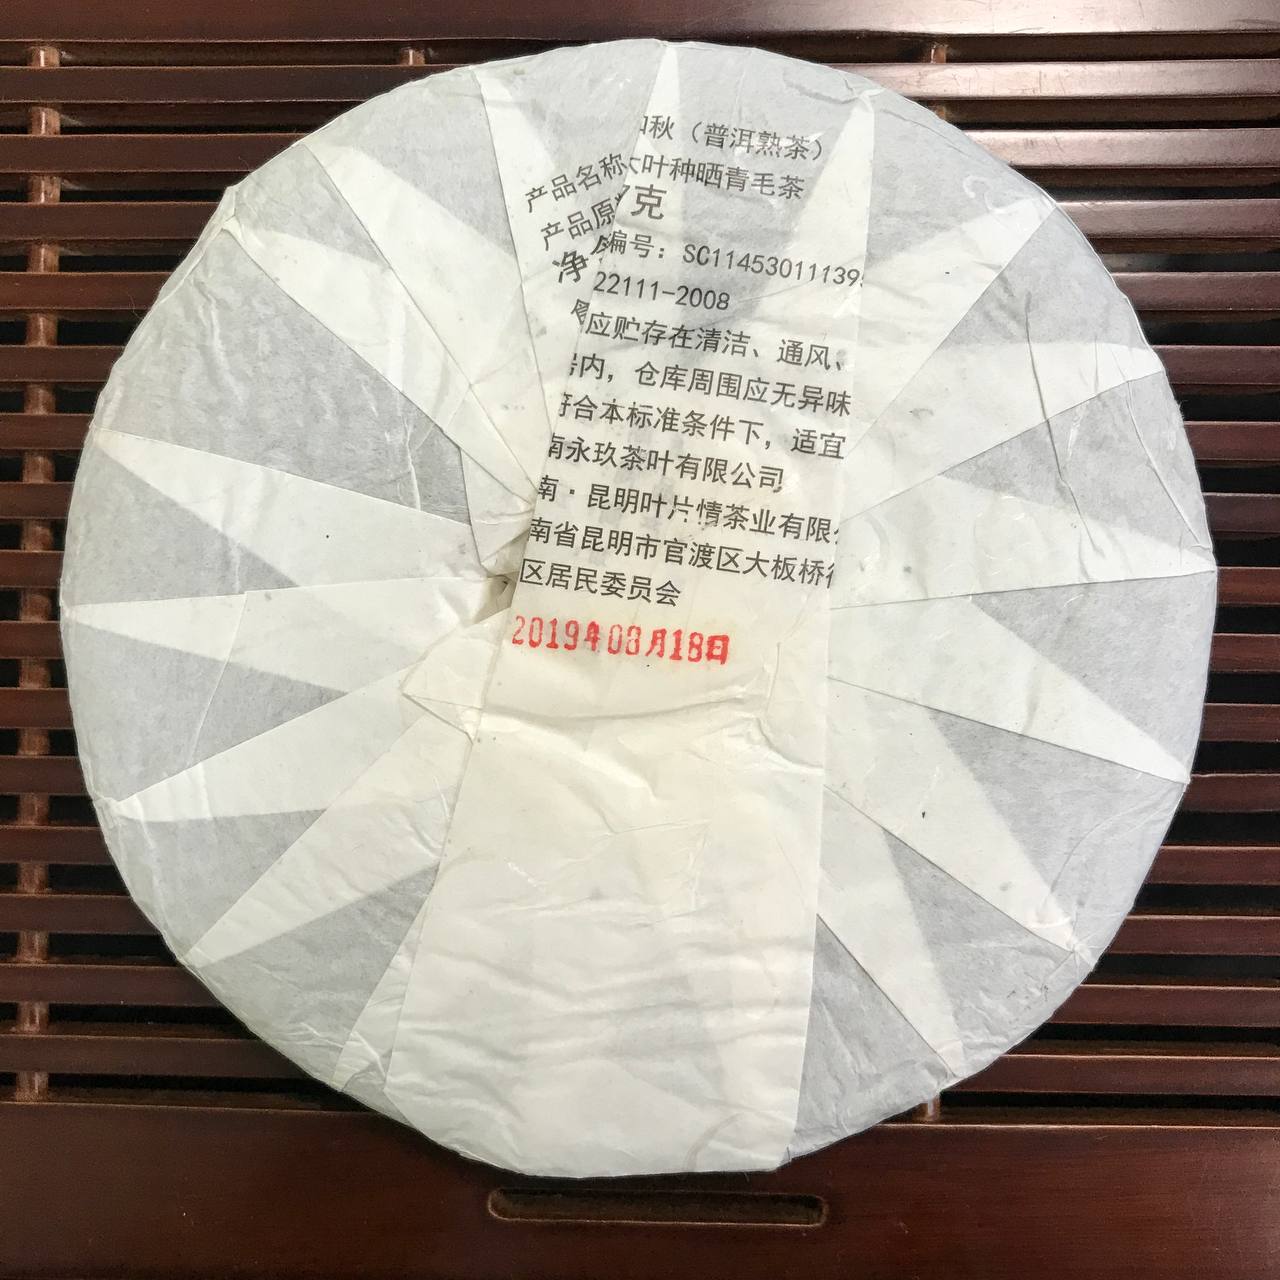 产品名称 秋（普洱熟茶）
产品原 叶种晒青毛茶
净 克
编号：SC114530111395
22111-2008
应贮存在清洁、通风、
内，仓库周围应无异味
符合本标准条件下，适宜
南永玖茶叶有限公司
南·昆明叶片情茶业有限
南省昆明市官渡区大板桥
区居民委员会
2019年08月18日